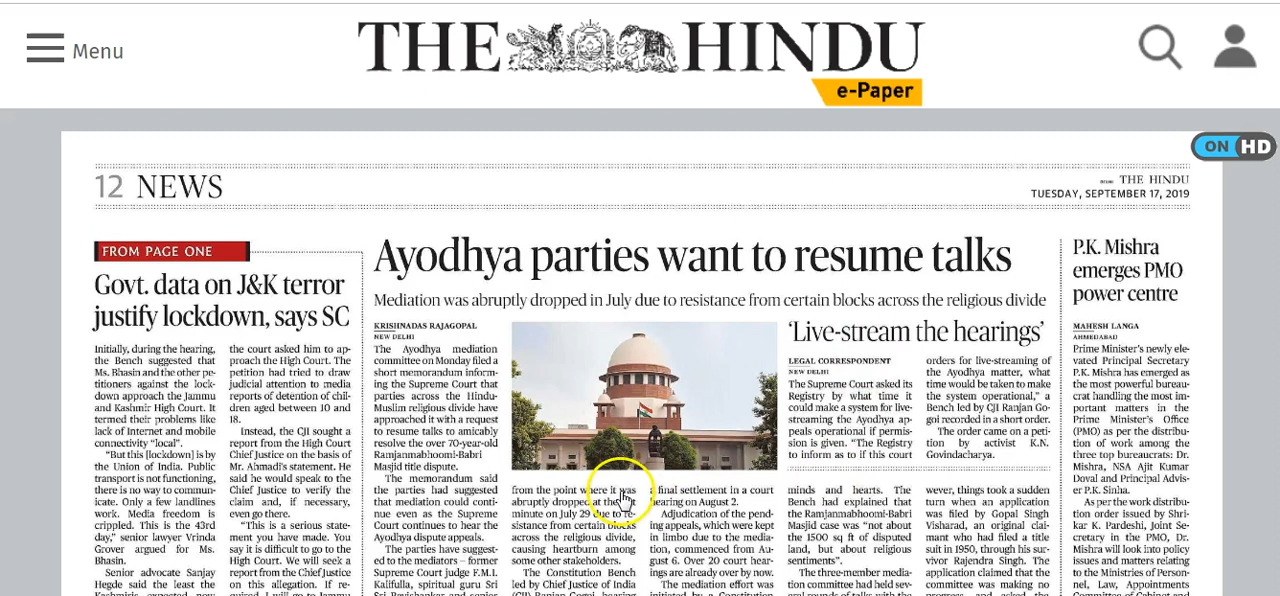 Menu
THE HINDU
e-Paper
ON HD
12 NEWS
THE HINDU
TUESDAY, SEPTEMBER 17, 2019
FROM PAGE ONE
Govt. data on J&K terror
justify lockdown, says SC
Initially, during the hearing,
the Bench suggested that
Ms. Bhasin and the other pe-
titioners against the lock-
down approach the Jammu
and Kashmir High Court. It
termed their problems like
lack of Internet and mobile
connectivity “local”.
“But this [lockdown] is by
the Union of India. Public
transport is not functioning,
there is no way to commun-
icate. Only a few landlines
work. Media freedom is
crippled. This is the 43rd
day,” senior lawyer Vrinda
Grover argued for Ms.
Bhasin.
Senior advocate Sanjay
Hegde said the least the
Kashmiris expected now
the court asked him to ap-
proach the High Court. The
petition had tried to draw
judicial attention to media
reports of detention of chil-
dren aged between 10 and
18.
Instead, the CJI sought a
report from the High Court
Chief Justice on the basis of
Mr. Ahmadi's statement. He
said he would speak to the
Chief Justice to verify the
claim and, if necessary,
even go there.
“This is a serious state-
ment you have made. You
say it is difficult to go to the
High Court. We will seek a
report from the Chief Justice
on this allegation. If re-
quired, I will go to Jammu
Ayodhya parties want to resume talks
Mediation was abruptly dropped in July due to resistance from certain blocks across the religious divide
KRISHNADAS RAJAGOPAL
NEW DELHI
The Ayodhya mediation
committee on Monday filed a
short memorandum inform-
ing the Supreme Court that
parties across the Hindu-
Muslim religious divide have
approached it with a request
to resume talks to amicably
resolve the over 70-year-old
Ramjanmabhoomi-Babri
Masjid title dispute.
The memorandum said
the parties had suggested
that mediation could conti-
nue even as the Supreme
Court continues to hear the
Ayodhya dispute appeals.
The parties have suggest-
ed to the mediators – former
Supreme Court judge F.M.I.
Kalifulla, spiritual guru Sri
Sri Ravishankar and senior
from the point where it was
abruptly dropped at the
minute on July 29 due to re-
sistance from certain blocks
across the religious divide,
causing heartburn among
some other stakeholders.
The Constitution Bench
led by Chief Justice of India
(CJI) Ranjan Gogoi, hearing
a final settlement in a court
hearing on August 2.
Adjudication of the pend-
ing appeals, which were kept
in limbo due to the media-
tion, commenced from Au-
gust 6. Over 20 court hear-
ings are already over by now.
The mediation effort was
initiated by a Constitution
‘Live-stream the hearings’
LEGAL CORRESPONDENT
NEW DELHI
The Supreme Court asked its
Registry by what time it
could make a system for live-
streaming the Ayodhya ap-
peals operational if permis-
sion is given. “The Registry
to inform as to if this court
orders for live-streaming of
the Ayodhya matter, what
time would be taken to make
the system operational,” a
Bench led by CJI Ranjan Go-
goi recorded in a short order.
The order came on a peti-
tion by activist K.N.
Govindacharya.
minds and hearts. The
Bench had explained that
the Ramjanmabhoomi-Babri
Masjid case was “not about
the 1500 sq ft of disputed
land, but about religious
sentiments”.
The three-member media-
tion committee had held sev-
eral rounds of talks with the
wever, things took a sudden
turn when an application
was filed by Gopal Singh
Visharad, an original clai-
mant who had filed a title
suit in 1950, through his sur-
vivor Rajendra Singh. The
application claimed that the
committee was making no
progress and asked the
P.K. Mishra
emerges PMO
power centre
MAHESH LANGA
AHMEDABAD
Prime Minister's newly ele-
vated Principal Secretary
P.K. Mishra has emerged as
the most powerful bureau-
crat handling the most im-
portant matters in the
Prime Minister's Office
(PMO) as per the distribu-
tion of work among the
three top bureaucrats: Dr.
Mishra, NSA Ajit Kumar
Doval and Principal Advis-
er P.K. Sinha.
As per work distribu-
tion order issued by Shri-
kar K. Pardeshi, Joint Se-
cretary in the PMO, Dr.
Mishra will look into policy
issues and matters relating
to the Ministries of Person-
nel, Law, Appointments
Committee of Cabinet and